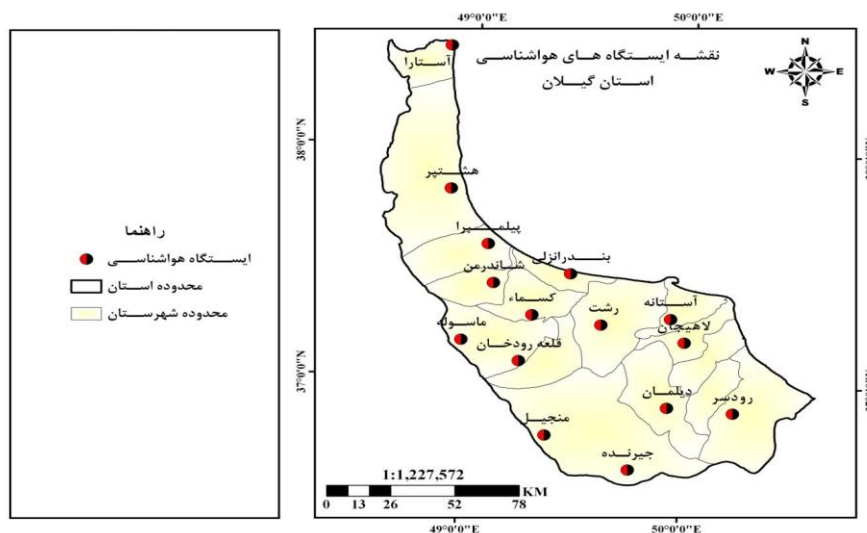 49°0'0"E
50°0'0"E
نقشه ایستگاه های هواشناسی
استان گیلان
N
W
E
S
38°0'0"N
37°0'0"N
آستارا
هشتپر
پیلمبرا
شاندرمن
بندرانزلی
کسماء
ماسوله
قلعه رودخان
رشت
آستانه
لاهیجان
دیلمان
رودسر
منجیل
جیرنده
1:1,227,572
KM
0 13 26 52 78
49°0'0"E
50°0'0"E
راهنما
ایستگاه هواشناسی
محدوده استان
محدوده شهرستان